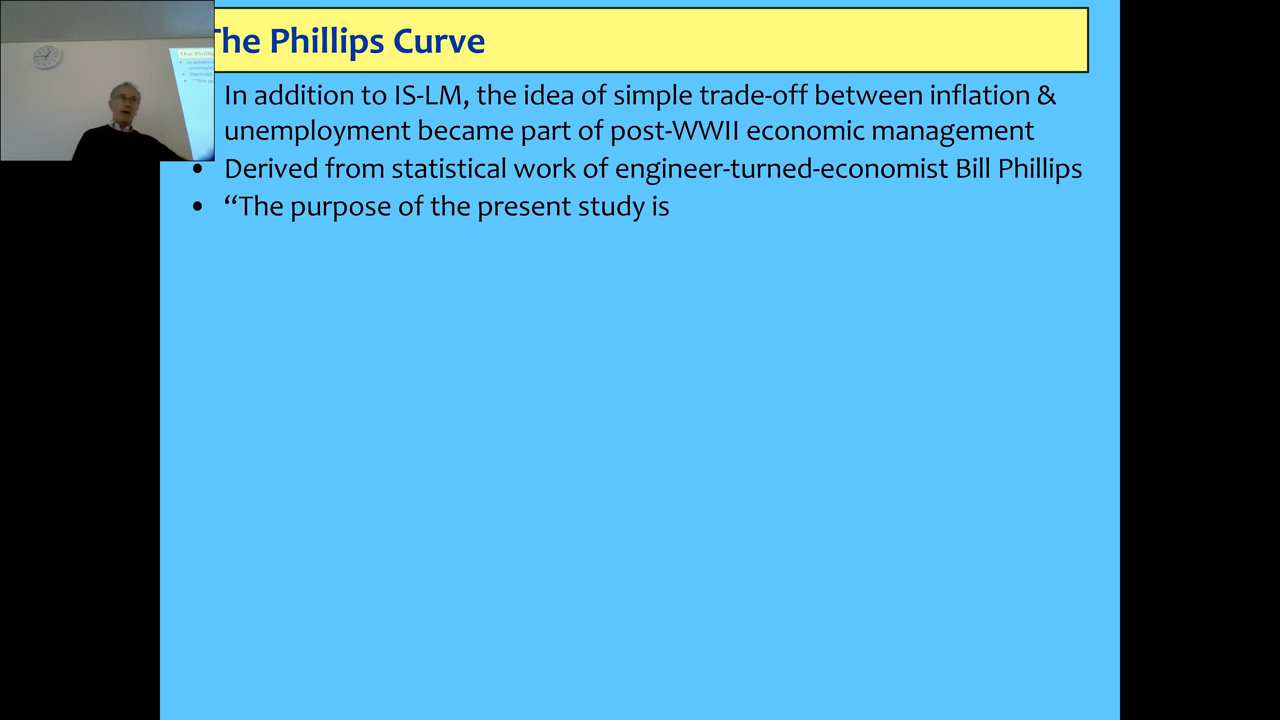 The Phillips Curve
In addition to IS-LM, the idea of simple trade-off between inflation &
unemployment became part of post-WWII economic management
• Derived from statistical work of engineer-turned-economist Bill Phillips
• “The purpose of the present study is